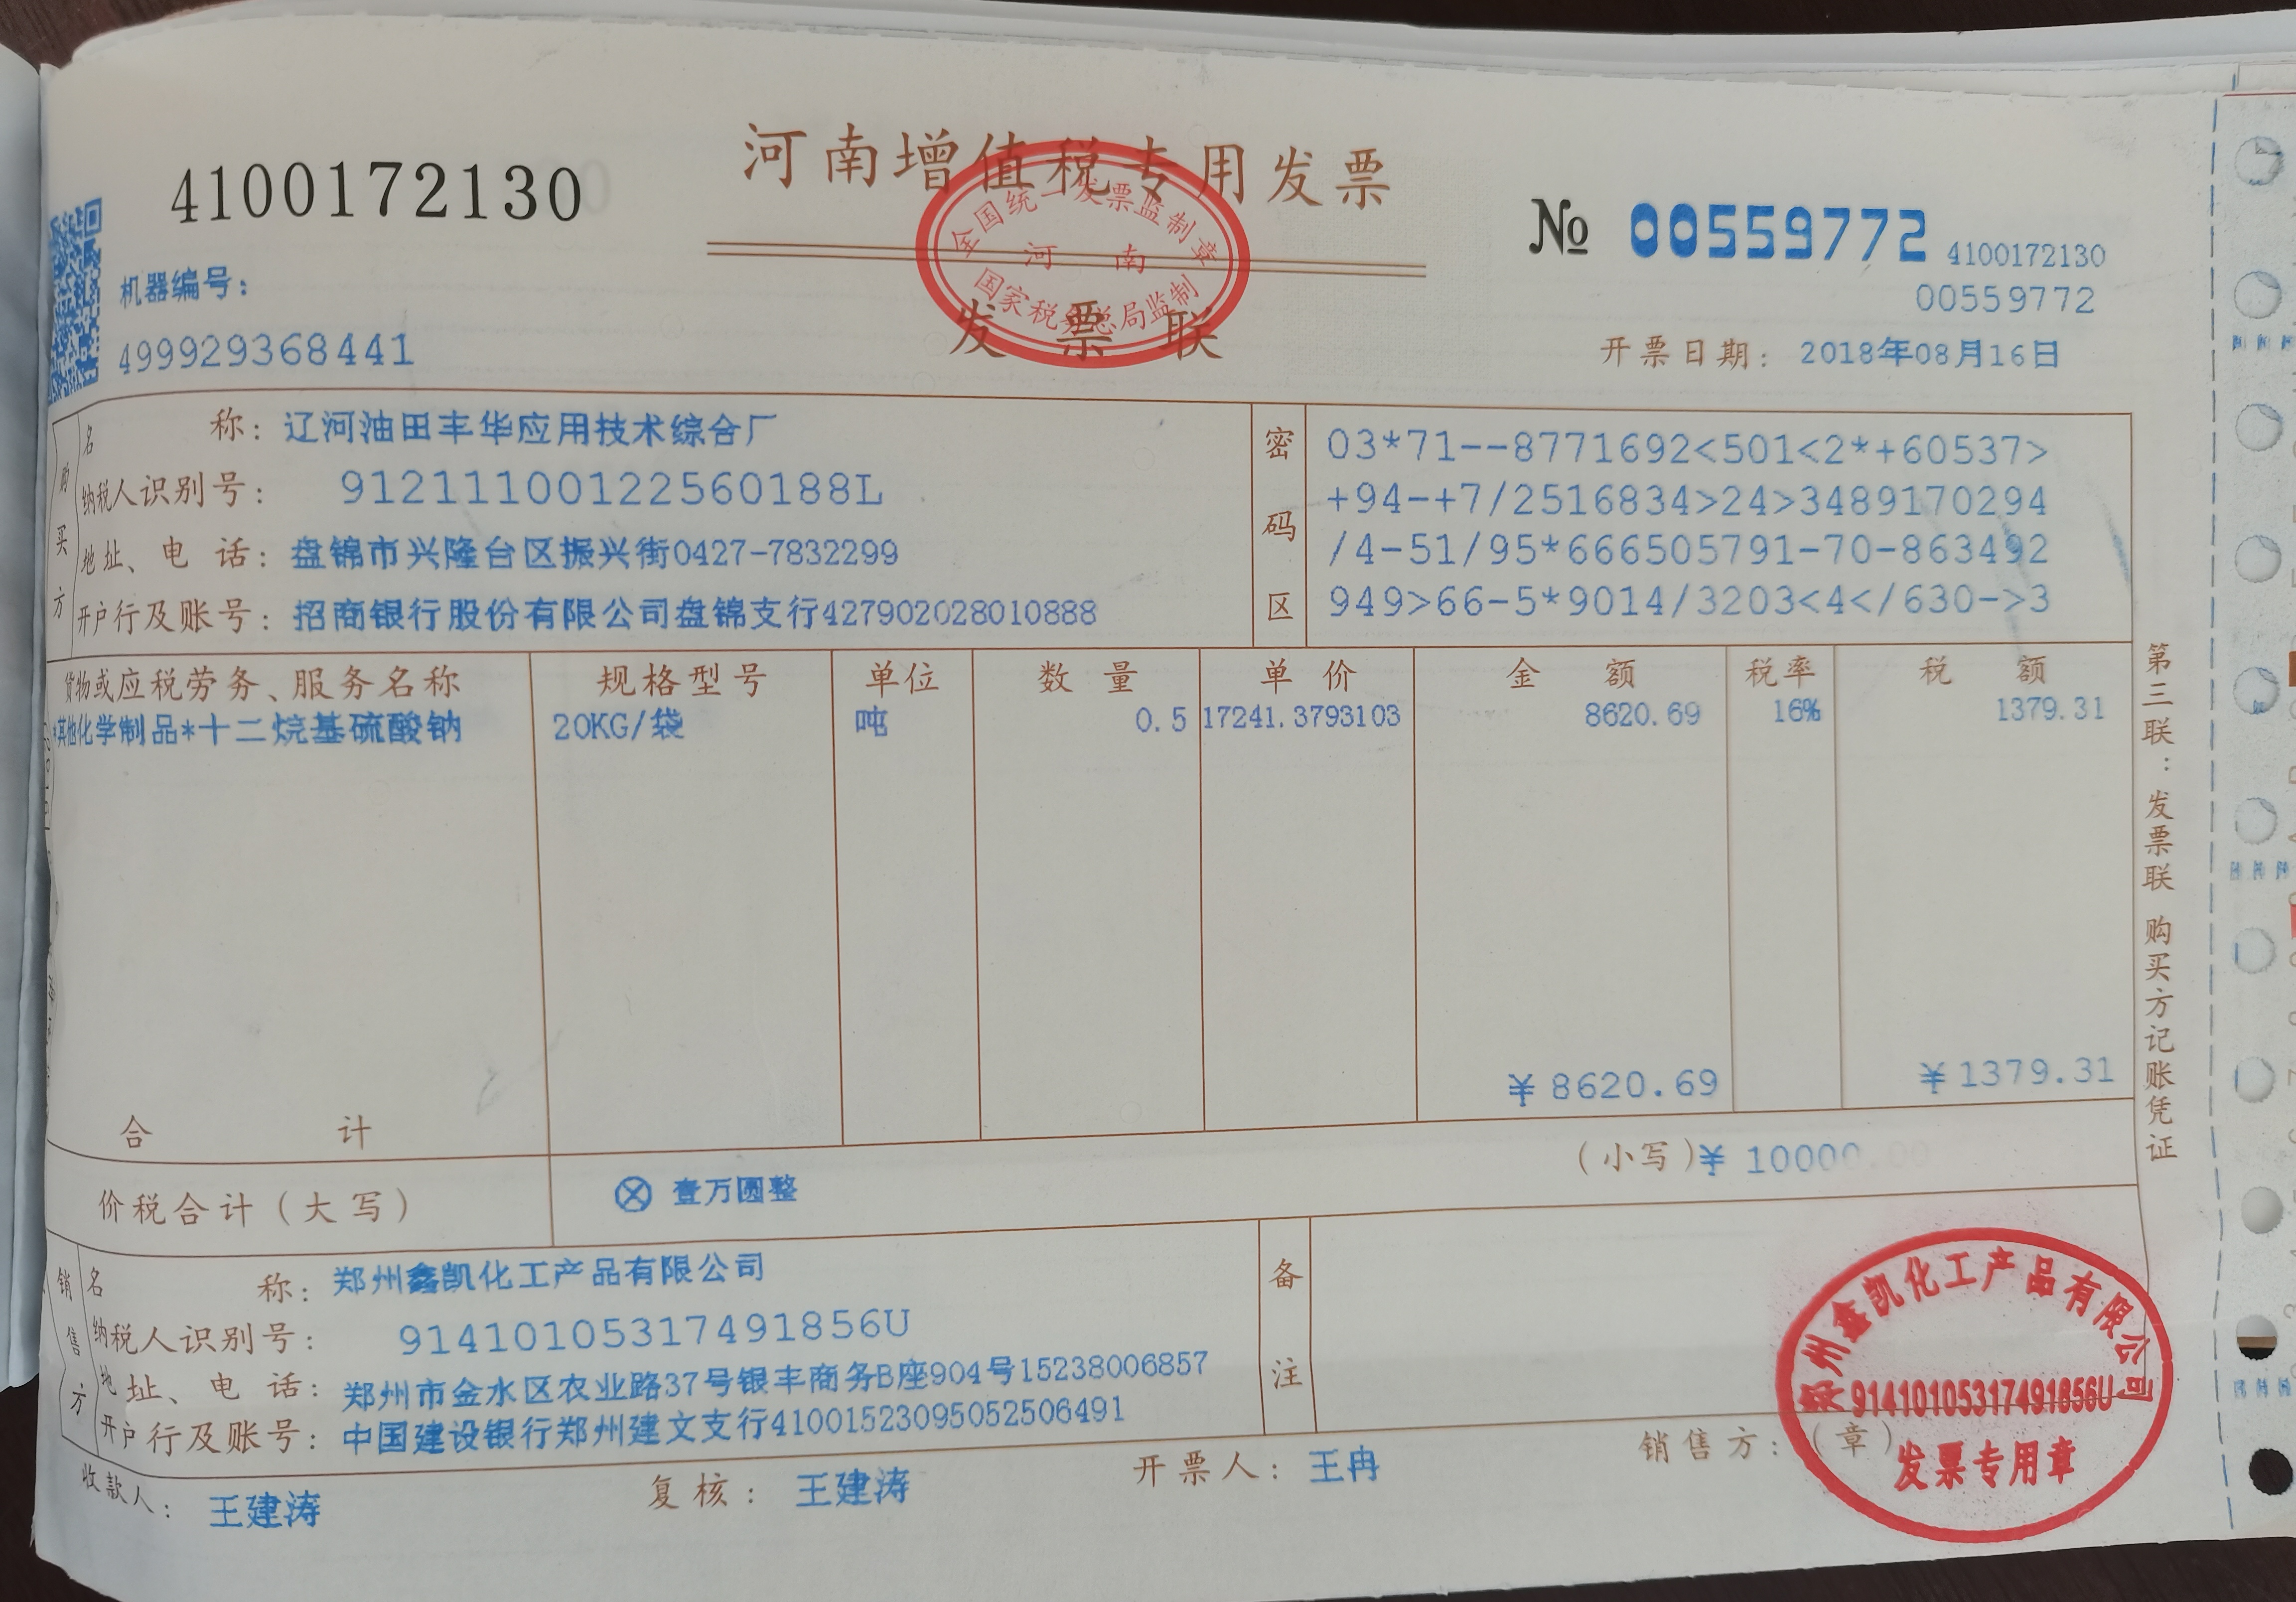 4100172130
河南增值税专用发票
全国统一发票监制章
河 南
国家税务总局监制
发 票 联
№ 00559772
4100172130
00559772
机器编号：
499929368441
开票日期： 2018年08月16日
购买方
名 称： 辽河油田丰华应用技术综合厂
纳税人识别号： 91211100122560188L
地址、电 话： 盘锦市兴隆台区振兴街0427-7832299
开户行及账号： 招商银行股份有限公司盘锦支行427902028010888
密码区
03*71--8771692<501<2*+60537>
+94-+7/2516834>24>3489170294
/4-51/95*666505791-70-863492
949>66-5*9014/3203<4</630->3
货物或应税劳务、服务名称 规格型号 单位 数 量 单 价 金 额 税率 税 额
*其他化学制品*十二烷基硫酸钠 20KG/袋 吨 0.5 17241.3793103 8620.69 16% 1379.31
合 计 ￥8620.69 ￥1379.31
价税合计（大写） ⊗ 壹万圆整 （小写）￥10000.00
销售方
名 称： 郑州鑫凯化工产品有限公司
纳税人识别号： 91410105317491856U
地址、电 话： 郑州市金水区农业路37号银丰商务B座904号15238006857
开户行及账号： 中国建设银行郑州建文支行41001523095052506491
备注
收款人： 王建涛 复核： 王建涛 开票人： 王冉 销售方：（章）
郑州鑫凯化工产品有限公司
91410105317491856U
发票专用章
第三联：发票联 购买方记账凭证